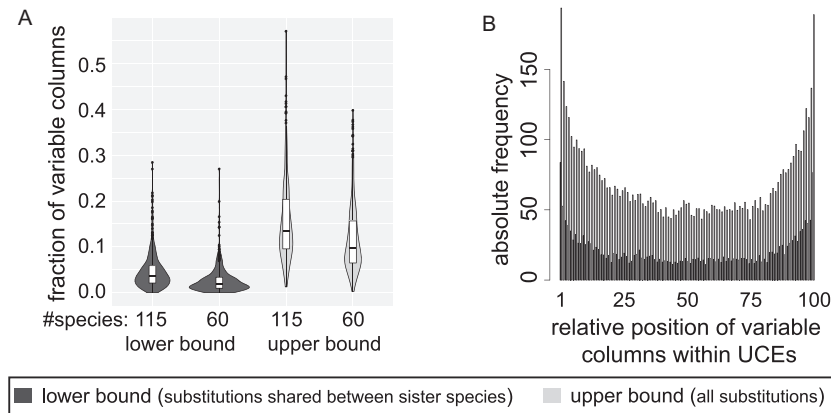 A
fraction of variable columns
0.5
0.4
0.3
0.2
0.1
0.0
#species: 115 60 115 60
lower bound upper bound
B
absolute frequency
150
100
50
0
1 25 50 75 100
relative position of variable
columns within UCEs
lower bound (substitutions shared between sister species) upper bound (all substitutions)